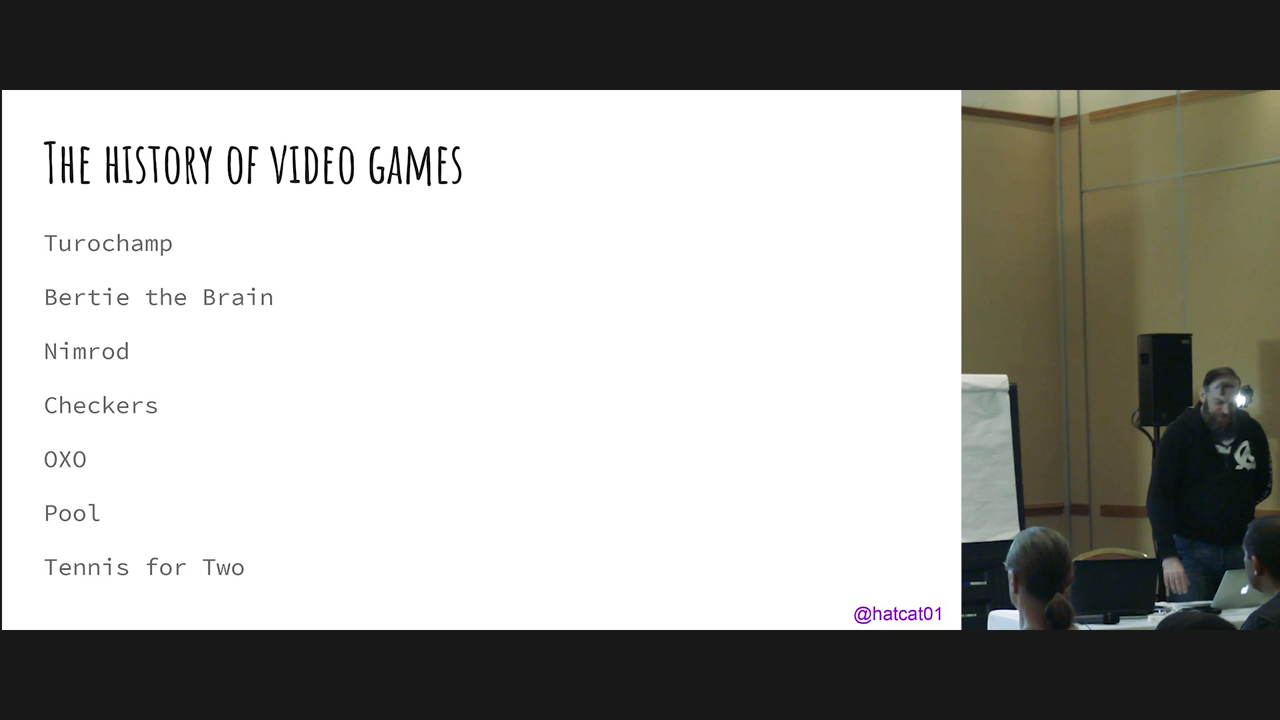 The history of video games
Turochamp
Bertie the Brain
Nimrod
Checkers
OXO
Pool
Tennis for Two
@hatcat01